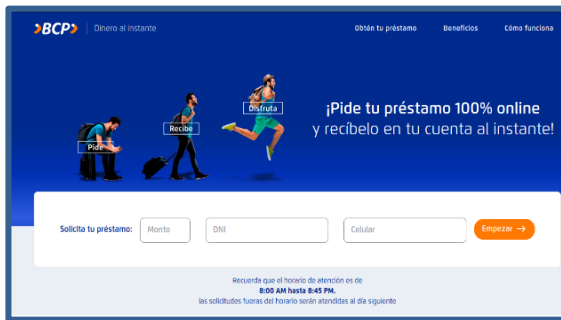 BCP Dinero al instante
Obtén tu préstamo Beneficios Cómo funciona
Disfruta
Recibe
Pide
¡Pide tu préstamo 100% online
y recíbelo en tu cuenta al instante!
Solicita tu préstamo: Monto DNI Celular Empezar →
Recuerda que el horario de atención es de
8:00 AM hasta 8:45 PM.
las solicitudes fueras del horario serán atendidas al día siguiente